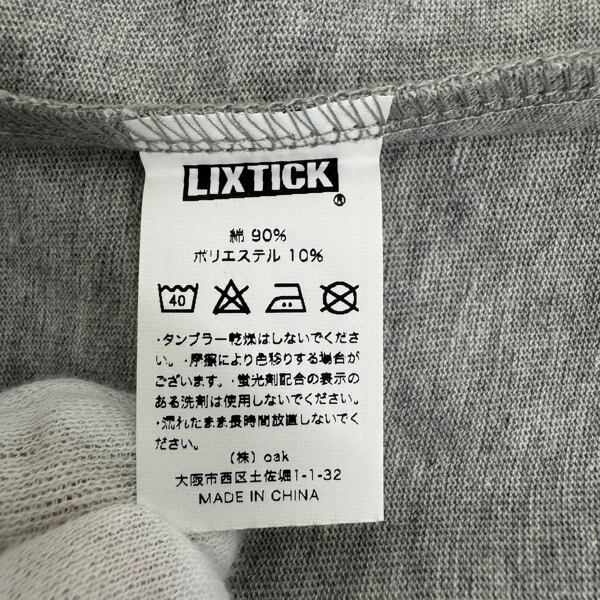 LIXTICK
®
綿 90%
ポリエステル 10%
40
・タンブラー乾燥はしないでくださ
い。・摩擦により色移りする場合が
ございます。・蛍光剤配合の表示の
ある洗剤は使用しないでください。
・濡れたまま長時間放置しないでく
ださい。
(株) oak
大阪市西区土佐堀1-1-32
MADE IN CHINA